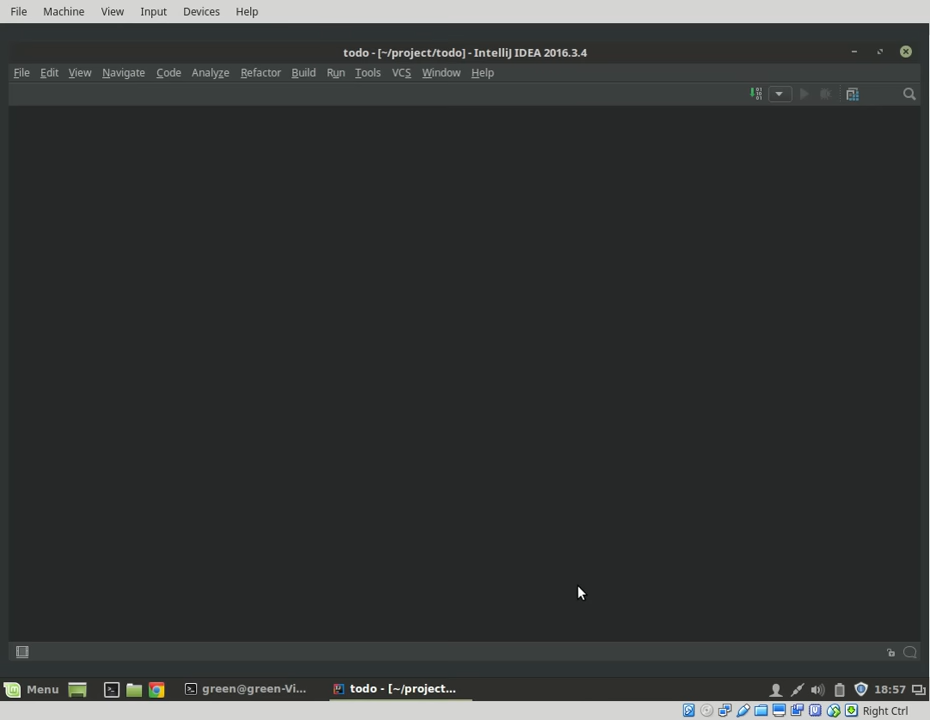 File Machine View Input Devices Help
todo - [~/project/todo] - IntelliJ IDEA 2016.3.4
File Edit View Navigate Code Analyze Refactor Build Run Tools VCS Window Help
Menu green@green-Vi... todo - [~/project... 18:57
Right Ctrl